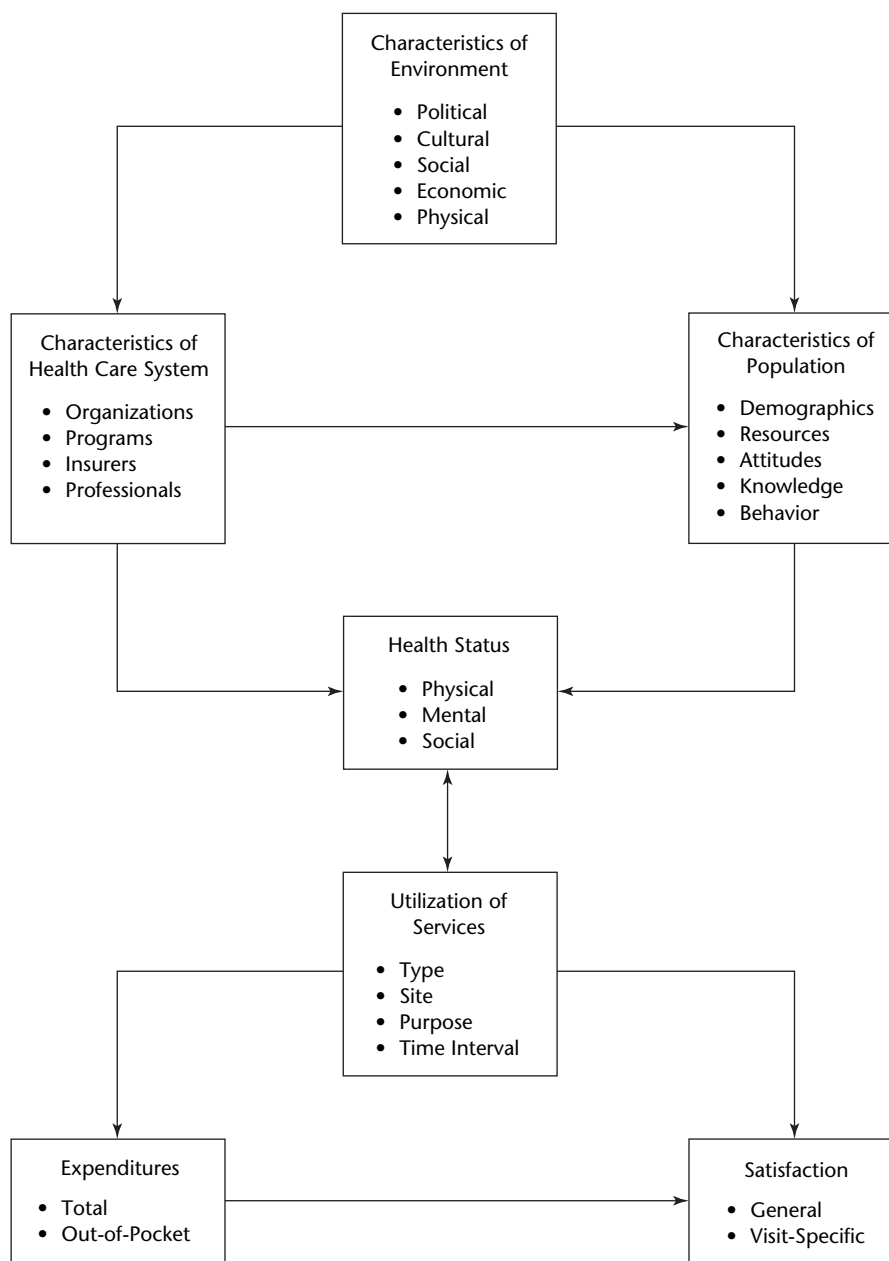 Characteristics of
Environment
• Political
• Cultural
• Social
• Economic
• Physical
Characteristics of
Health Care System
• Organizations
• Programs
• Insurers
• Professionals
Characteristics of
Population
• Demographics
• Resources
• Attitudes
• Knowledge
• Behavior
Health Status
• Physical
• Mental
• Social
Utilization of
Services
• Type
• Site
• Purpose
• Time Interval
Expenditures
• Total
• Out-of-Pocket
Satisfaction
• General
• Visit-Specific